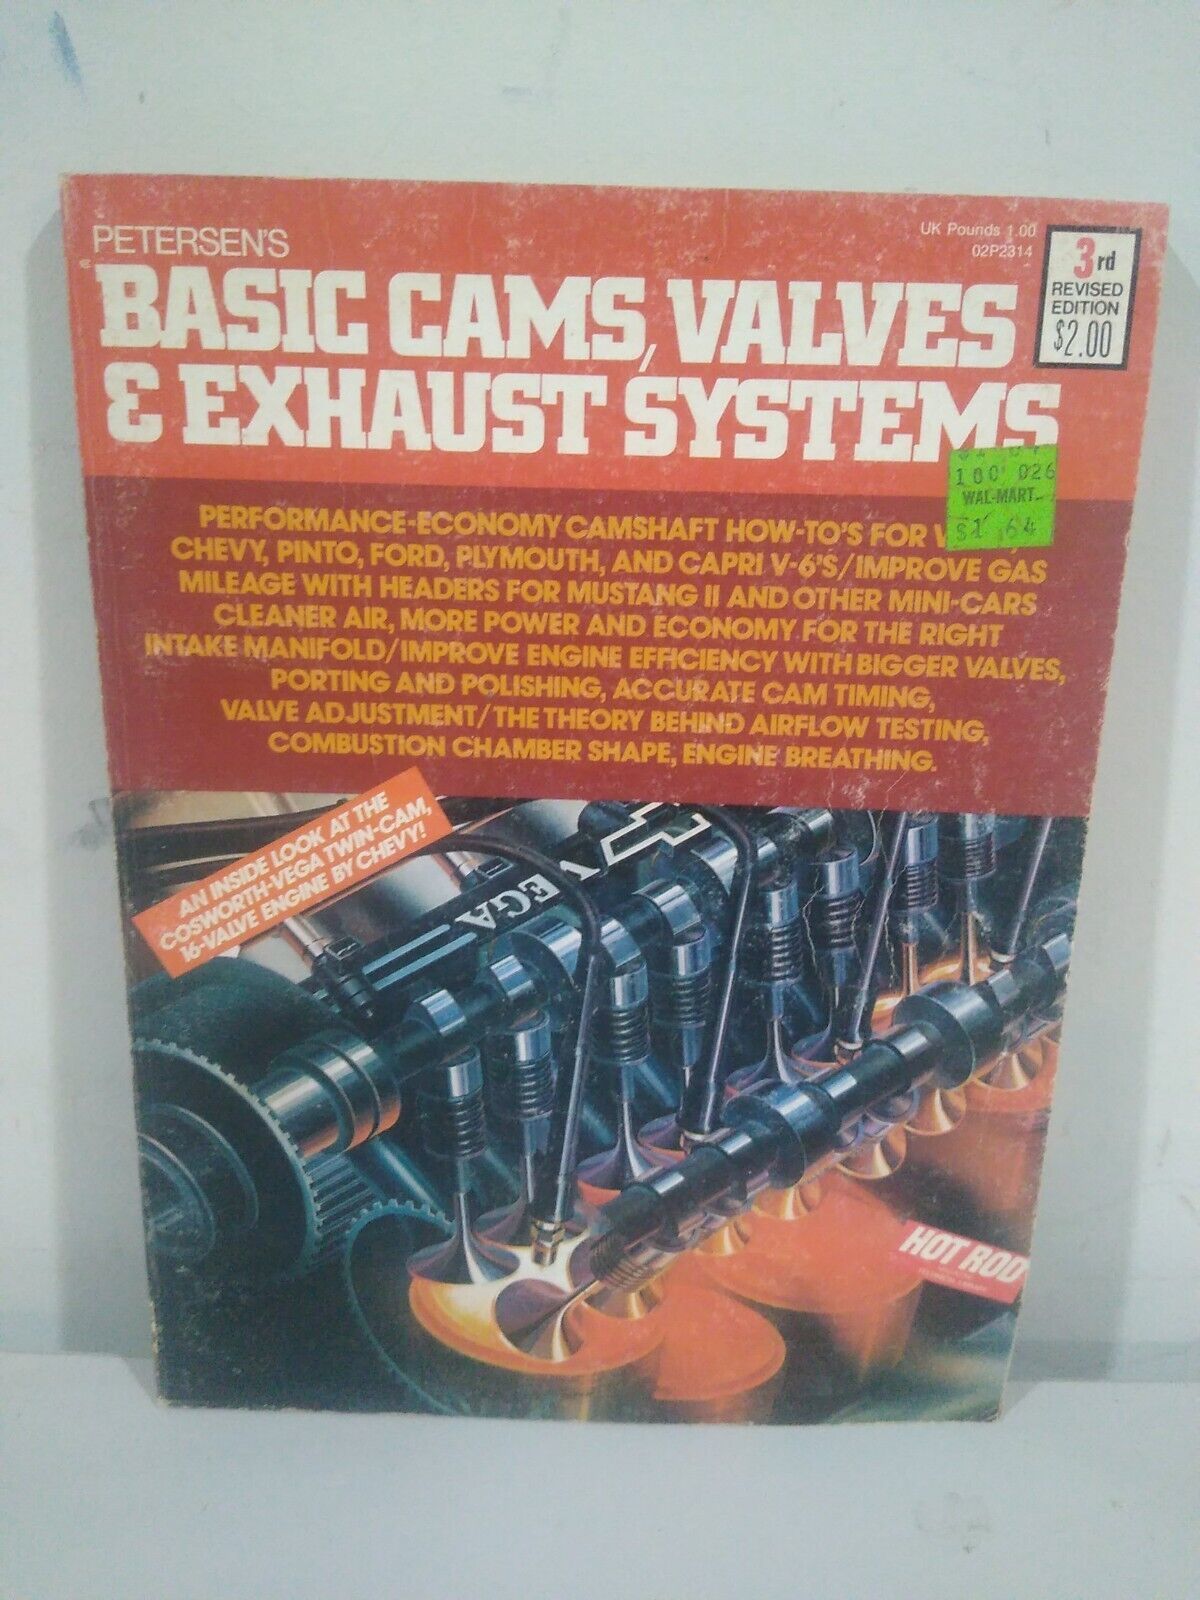 PETERSEN'S
UK Pounds 1.00
02P2314
3rd
REVISED
EDITION
$2.00
BASIC CAMS, VALVES
& EXHAUST SYSTEMS
100 026
WAL-MART
$1.64
PERFORMANCE-ECONOMY CAMSHAFT HOW-TO'S FOR
CHEVY, PINTO, FORD, PLYMOUTH, AND CAPRI V-6'S/IMPROVE GAS
MILEAGE WITH HEADERS FOR MUSTANG II AND OTHER MINI-CARS
CLEANER AIR, MORE POWER AND ECONOMY FOR THE RIGHT
INTAKE MANIFOLD/IMPROVE ENGINE EFFICIENCY WITH BIGGER VALVES,
PORTING AND POLISHING, ACCURATE CAM TIMING,
VALVE ADJUSTMENT/THE THEORY BEHIND AIRFLOW TESTING,
COMBUSTION CHAMBER SHAPE, ENGINE BREATHING.
AN INSIDE LOOK AT THE
COSWORTH-VEGA TWIN-CAM,
16-VALVE ENGINE BY CHEVY!
VEGA
HOT ROD